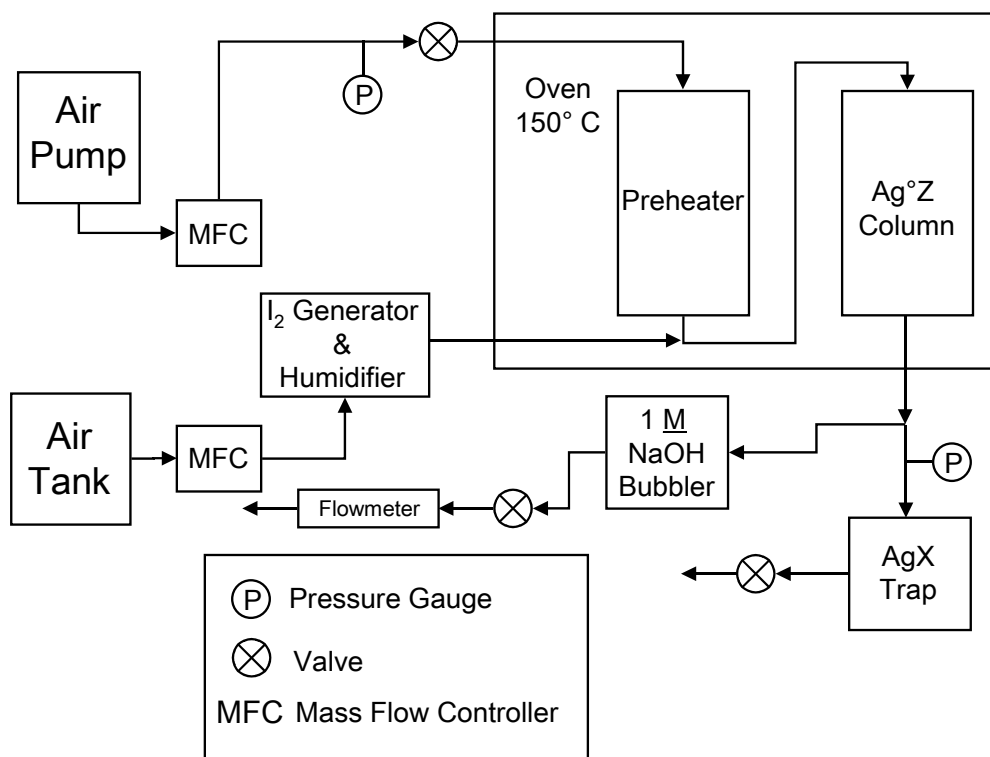 Air
Pump
MFC
P
Oven
150° C
Preheater
Ag°Z
Column
I₂ Generator
&
Humidifier
Air
Tank
MFC
1 M
NaOH
Bubbler
P
Flowmeter
AgX
Trap
P Pressure Gauge
Valve
MFC Mass Flow Controller